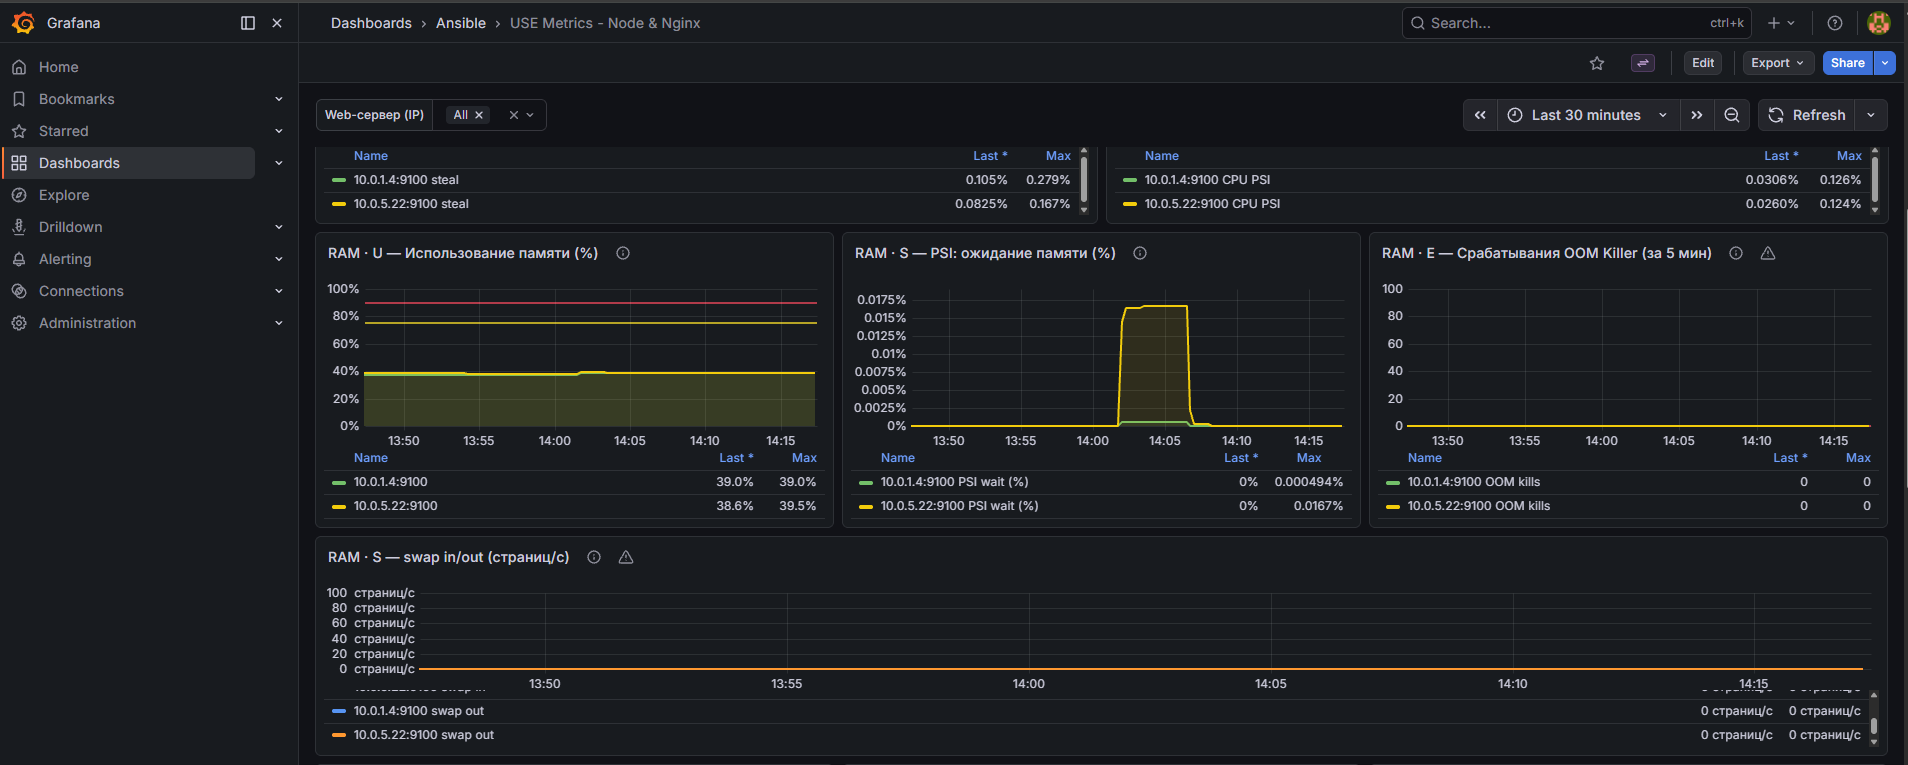 Grafana
Dashboards › Ansible › USE Metrics - Node & Nginx
Search...
ctrl+k
Home
Bookmarks
Starred
Dashboards
Explore
Drilldown
Alerting
Connections
Administration
Edit
Export
Share
Web-сервер (IP)
All
Last 30 minutes
Refresh
Name Last * Max
10.0.1.4:9100 steal 0.105% 0.279%
10.0.5.22:9100 steal 0.0825% 0.167%
Name Last * Max
10.0.1.4:9100 CPU PSI 0.0306% 0.126%
10.0.5.22:9100 CPU PSI 0.0260% 0.124%
RAM · U — Использование памяти (%)
100%
80%
60%
40%
20%
0%
13:50 13:55 14:00 14:05 14:10 14:15
Name Last * Max
10.0.1.4:9100 39.0% 39.0%
10.0.5.22:9100 38.6% 39.5%
RAM · S — PSI: ожидание памяти (%)
0.0175%
0.015%
0.0125%
0.01%
0.0075%
0.005%
0.0025%
0%
13:50 13:55 14:00 14:05 14:10 14:15
Name Last * Max
10.0.1.4:9100 PSI wait (%) 0% 0.000494%
10.0.5.22:9100 PSI wait (%) 0% 0.0167%
RAM · E — Срабатывания OOM Killer (за 5 мин)
100
80
60
40
20
0
13:50 13:55 14:00 14:05 14:10 14:15
Name Last * Max
10.0.1.4:9100 OOM kills 0 0
10.0.5.22:9100 OOM kills 0 0
RAM · S — swap in/out (страниц/с)
100 страниц/с
80 страниц/с
60 страниц/с
40 страниц/с
20 страниц/с
0 страниц/с
13:50 13:55 14:00 14:05 14:10 14:15
10.0.1.4:9100 swap out 0 страниц/с 0 страниц/с
10.0.5.22:9100 swap out 0 страниц/с 0 страниц/с